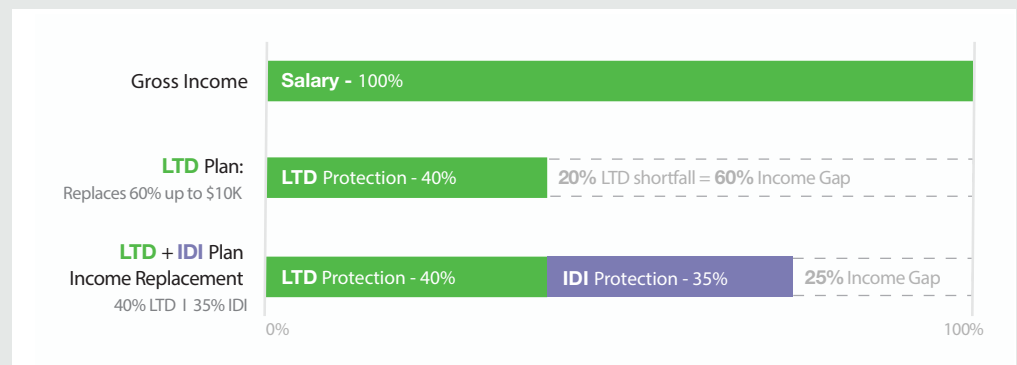 Gross Income
Salary - 100%
LTD Plan:
Replaces 60% up to $10K
LTD Protection - 40%
20% LTD shortfall = 60% Income Gap
LTD + IDI Plan
Income Replacement
40% LTD I 35% IDI
LTD Protection - 40%
IDI Protection - 35%
25% Income Gap
0%
100%